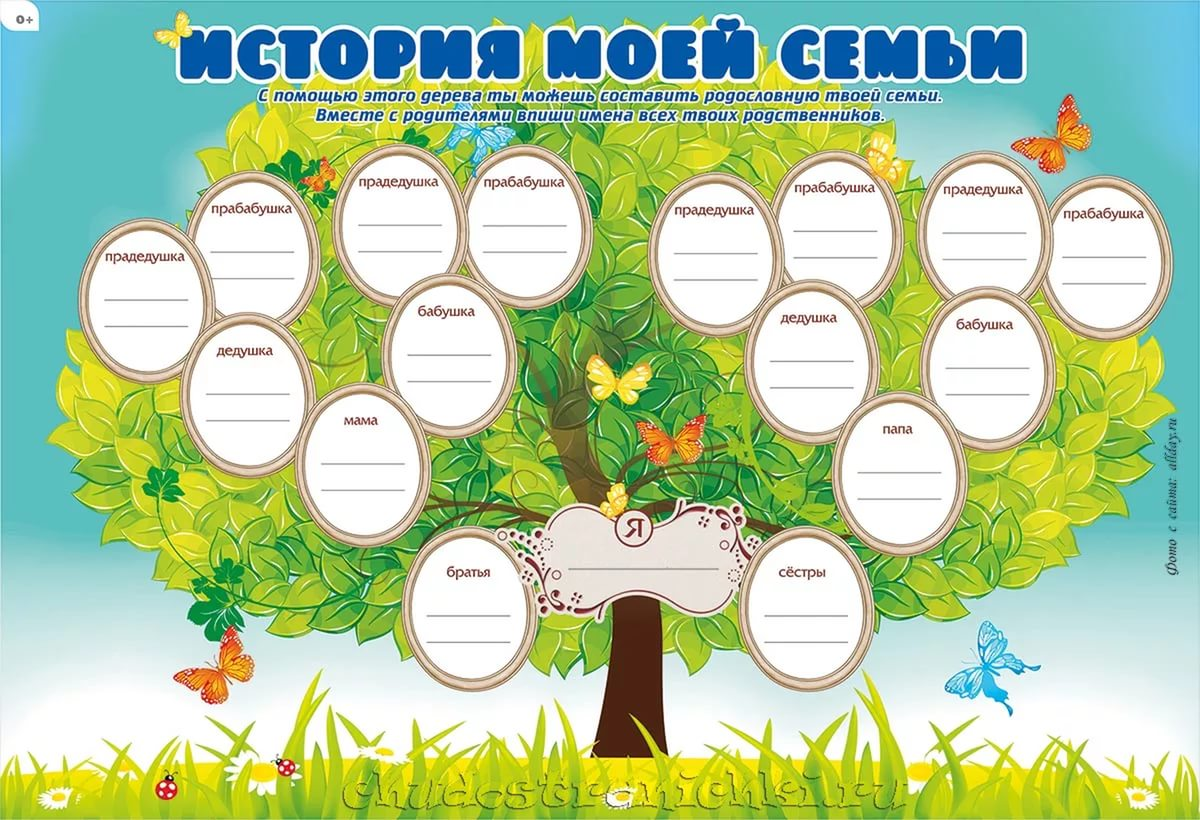 0+
ИСТОРИЯ МОЕЙ СЕМЬИ
С помощью этого дерева ты можешь составить родословную твоей семьи.
Вместе с родителями впиши имена всех твоих родственников.
прадедушка
прабабушка
прадедушка
прабабушка
прадедушка
прабабушка
прадедушка
прабабушка
дедушка
бабушка
дедушка
бабушка
мама
папа
Я
братья
сёстры
Фото с сайта: allday.ru
chudostranichki.ru